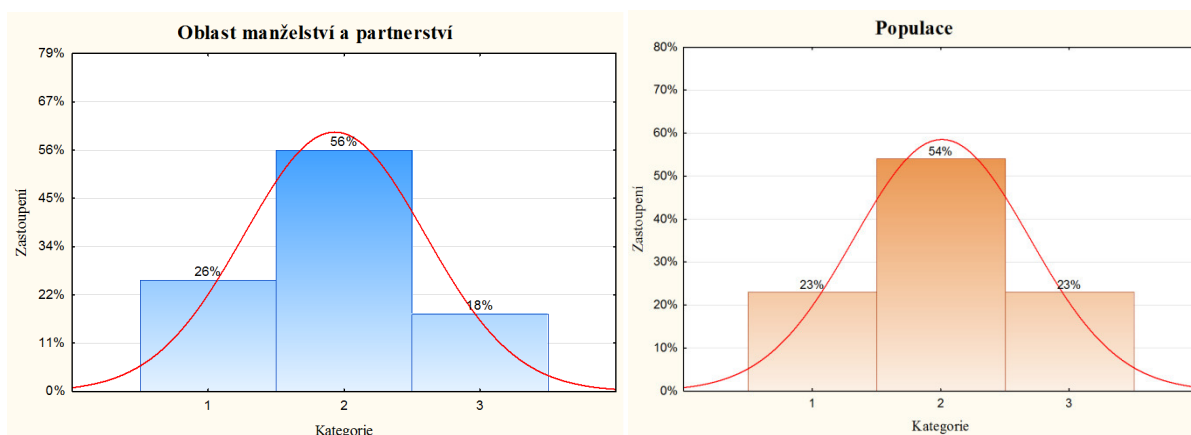 Oblast manželství a partnerství
79%
67%
56%
45%
34%
22%
11%
0%
Zastoupení
26%
56%
18%
1 2 3
Kategorie
Populace
80%
70%
60%
50%
40%
30%
20%
10%
0%
Zastoupení
23%
54%
23%
1 2 3
Kategorie